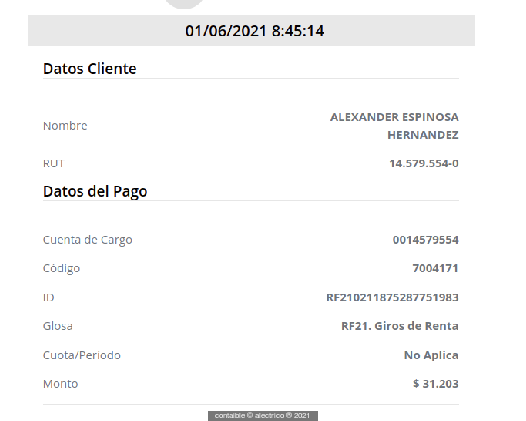 01/06/2021 8:45:14
Datos Cliente
Nombre
ALEXANDER ESPINOSA
HERNANDEZ
RUT 14.579.554-0
Datos del Pago
Cuenta de Cargo 0014579554
Código 7004171
ID RF210211875287751983
Glosa RF21. Giros de Renta
Cuota/Periodo No Aplica
Monto $ 31.203
contaible © alectrico ® 2021